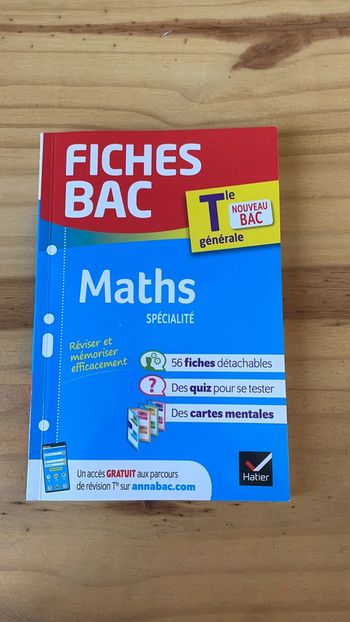 FICHES
BAC
Tle
générale
NOUVEAU
BAC
Maths
SPÉCIALITÉ
Réviser et
mémoriser
efficacement
56 fiches détachables
?
Des quiz pour se tester
Des cartes mentales
Un accès GRATUIT aux parcours
de révision Tle sur annabac.com
Hatier